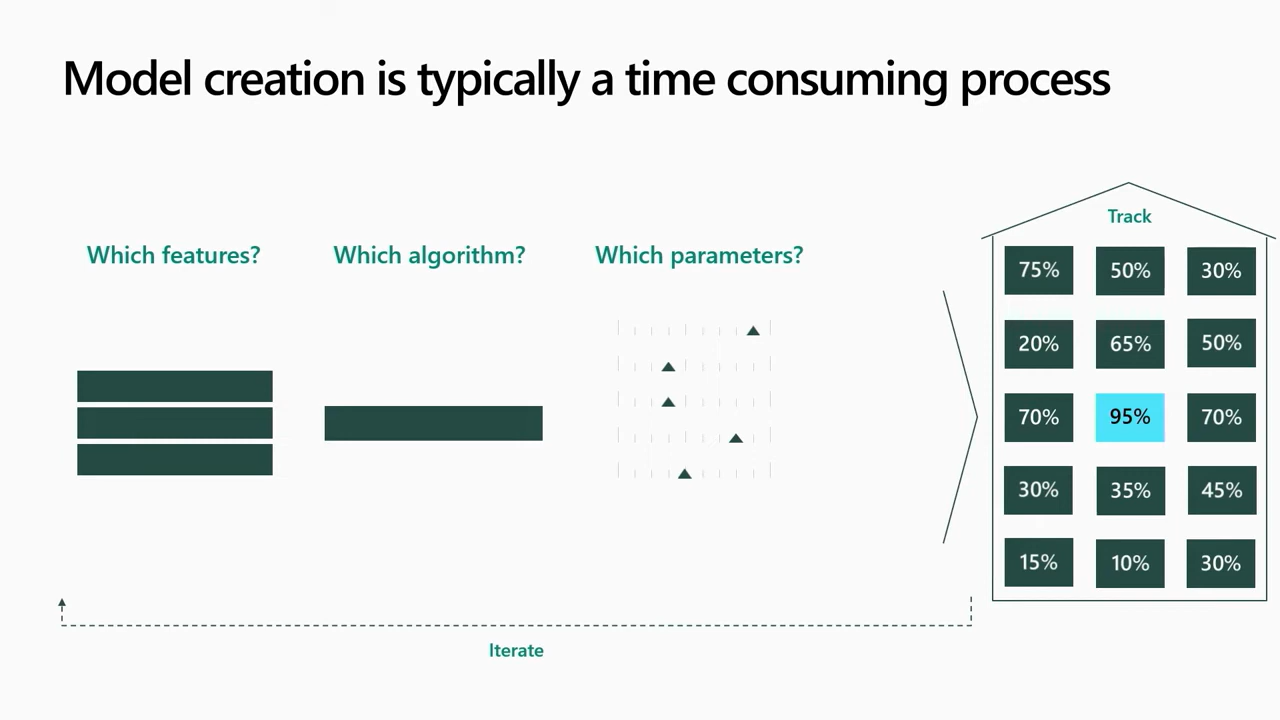 Model creation is typically a time consuming process
Which features?
Which algorithm?
Which parameters?
Track
75% 50% 30%
20% 65% 50%
70% 95% 70%
30% 35% 45%
15% 10% 30%
Iterate